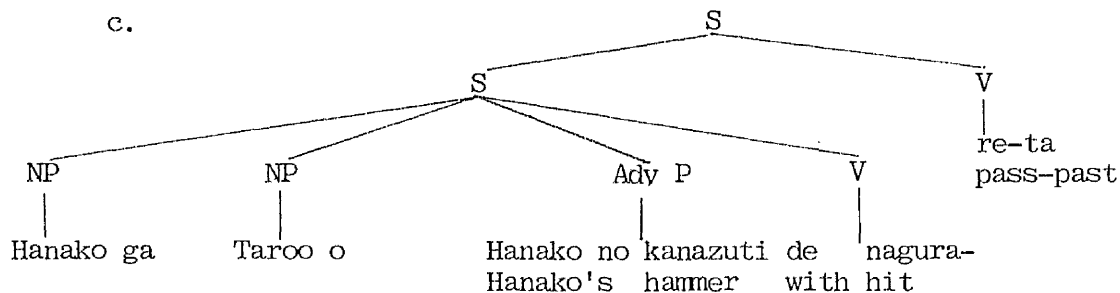 c.
S
S
V
re-ta
pass-past
NP
NP
Adv P
V
Hanako ga
Taroo o
Hanako no kanazuti de nagura-
Hanako's hammer with hit